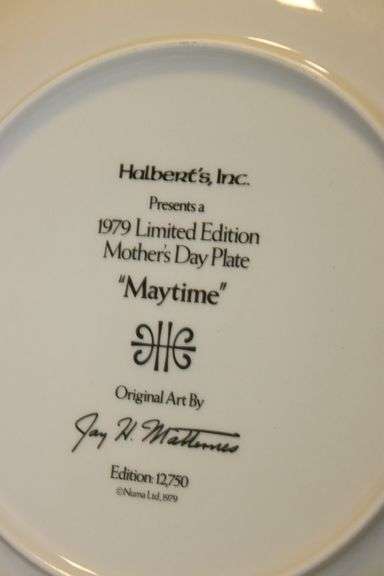 Halbert's, Inc.
Presents a
1979 Limited Edition
Mother's Day Plate
"Maytime"
Original Art By
Jay H. Matternes
Edition: 12,750
©Numa Ltd, 1979